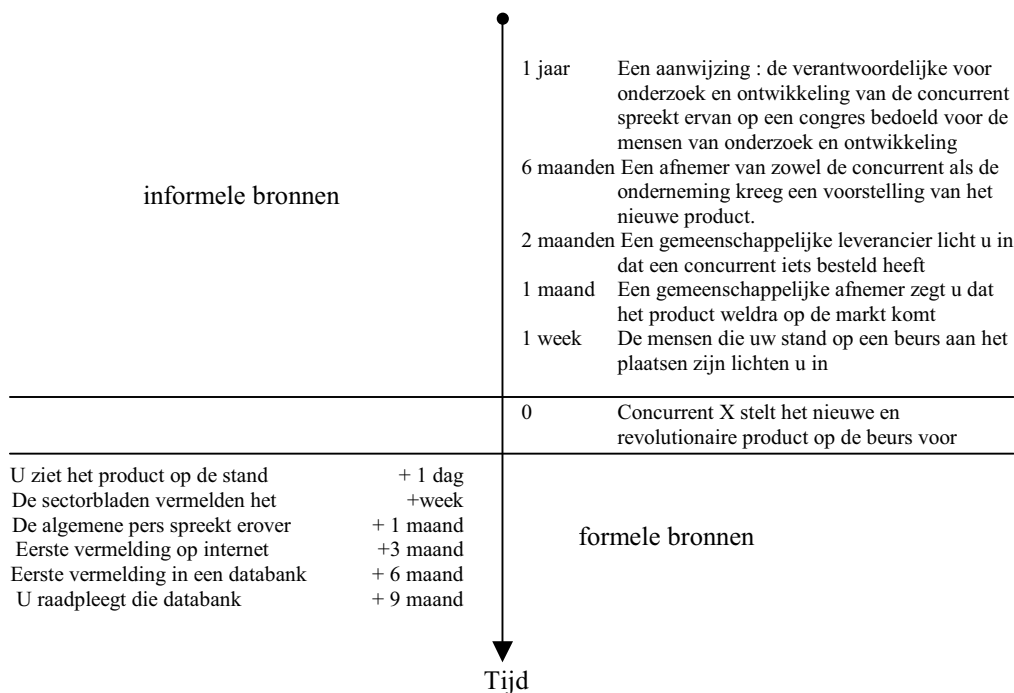 1 jaar Een aanwijzing : de verantwoordelijke voor
onderzoek en ontwikkeling van de concurrent
spreekt ervan op een congres bedoeld voor de
mensen van onderzoek en ontwikkeling
informele bronnen
6 maanden Een afnemer van zowel de concurrent als de
onderneming kreeg een voorstelling van het
nieuwe product.
2 maanden Een gemeenschappelijke leverancier licht u in
dat een concurrent iets besteld heeft
1 maand Een gemeenschappelijke afnemer zegt u dat
het product weldra op de markt komt
1 week De mensen die uw stand op een beurs aan het
plaatsen zijn lichten u in
0 Concurrent X stelt het nieuwe en
revolutionaire product op de beurs voor
U ziet het product op de stand + 1 dag
De sectorbladen vermelden het +week
De algemene pers spreekt erover + 1 maand
Eerste vermelding op internet +3 maand
Eerste vermelding in een databank + 6 maand
U raadpleegt die databank + 9 maand
formele bronnen
Tijd